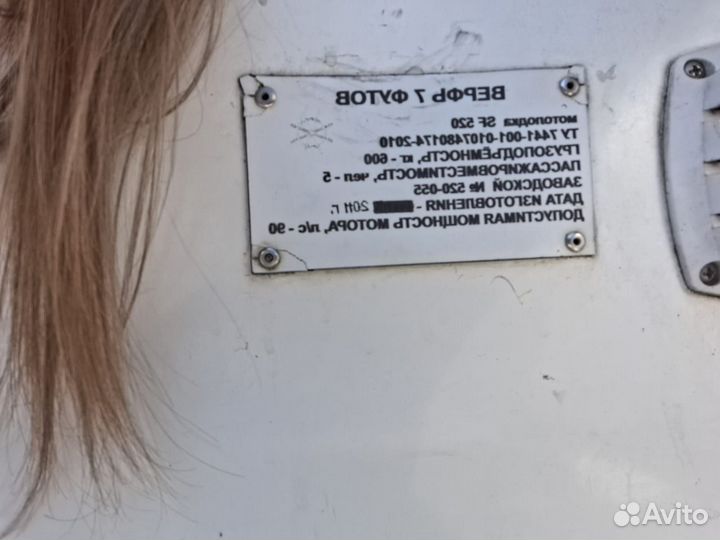 ВЕРФЬ 7 ФУТОВ
мотолодка SF 520
ТУ 7441-001-0107480174-2010
ГРУЗОПОДЪЁМНОСТЬ, кг - 600
ПАССАЖИРОВМЕСТИМОСТЬ, чел - 5
ЗАВОДСКОЙ № 520-055
ДАТА ИЗГОТОВЛЕНИЯ - 2011 г.
ДОПУСТИМАЯ МОЩНОСТЬ МОТОРА, л/с - 90
Avito